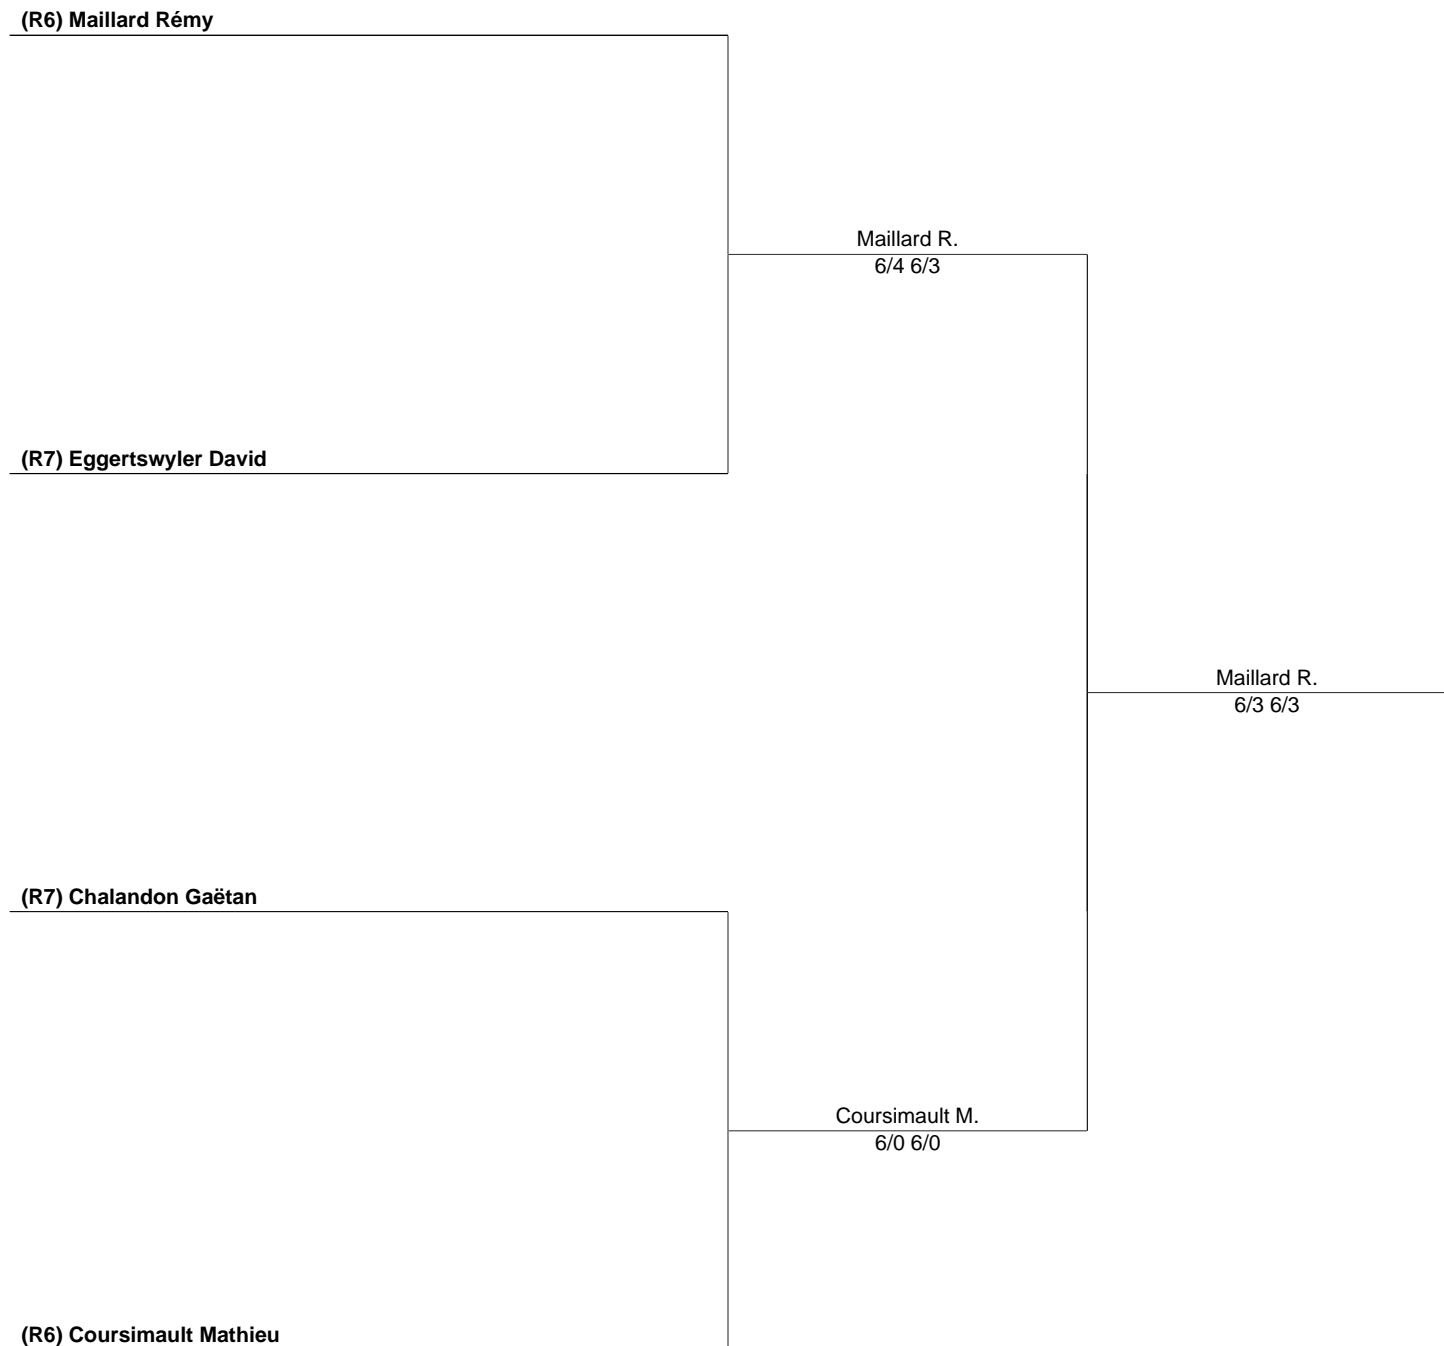 (R6) Maillard Rémy
Maillard R.
6/4 6/3
(R7) Eggertswyler David
Maillard R.
6/3 6/3
(R7) Chalandon Gaëtan
Coursimault M.
6/0 6/0
(R6) Coursimault Mathieu